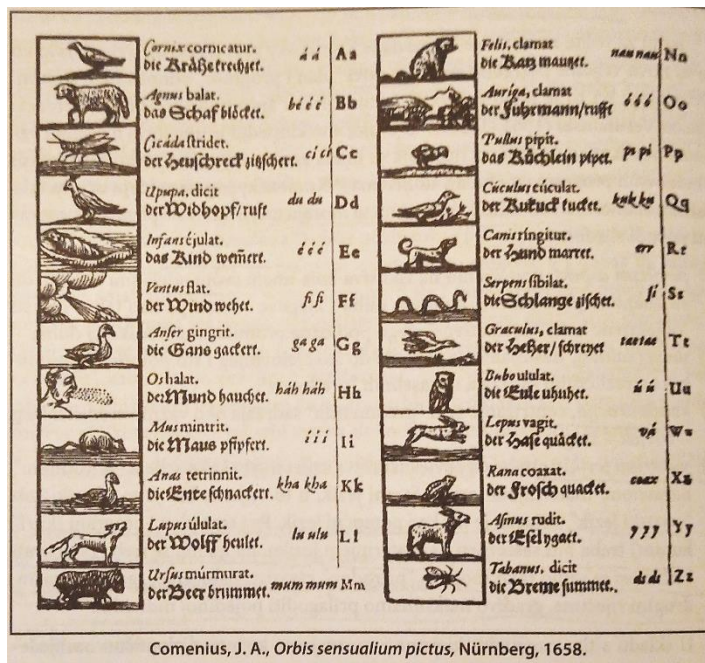 Cornix cornicatur.
die Krähe krechzet. á á Aa
Agnus balat.
das Schaf blöcket. bé é é Bb
Cicáda stridet.
der Heuschreck zitzschert. ci ci Cc
Upupa, dicit
der Widhopf/ ruft du du Dd
Infans éjulat.
das Kind wem̃ert. é é é Ee
Ventus flat.
der Wind wehet. fi fi Ff
Anser gingrit.
die Gans gackert. ga ga Gg
Os halat.
der Mund hauchet. háh háh Hh
Mus mintrit.
die Maus pfipfert. í í í Ii
Anas tetrinnit.
die Ente schnackert. kha kha Kk
Lupus úlulat.
der Wolff heulet. lu ulu Ll
Ursus múrmurat.
der Beer brummet. mum mum Mm
Felis, clamat
die Katz mauzet. nau nau Nn
Auriga, clamat
der Fuhrmann/ rufft ó ó ó Oo
Pullus pipit.
das Küchlein pipet. pi pi Pp
Cúculus cúculat.
der Kukuck kucket. kuk ku Qq
Canis ríngitur.
der Hund marret. err Rr
Serpens síbilat.
die Schlange zischet. si Ss
Graculus, clamat
der Heher/ schreyet tae tae Tt
Bubo ululat.
die Eule uhuhet. ú ú Uu
Lepus vagit.
der Hase quäcket. vá Ww
Rana coaxat.
der Frosch quacket. coax Xx
Asinus rudit.
der Esel ygaet. y y y Yy
Tabanus, dicit
die Breme summet. ds ds Zz
Comenius, J. A., Orbis sensualium pictus, Nürnberg, 1658.